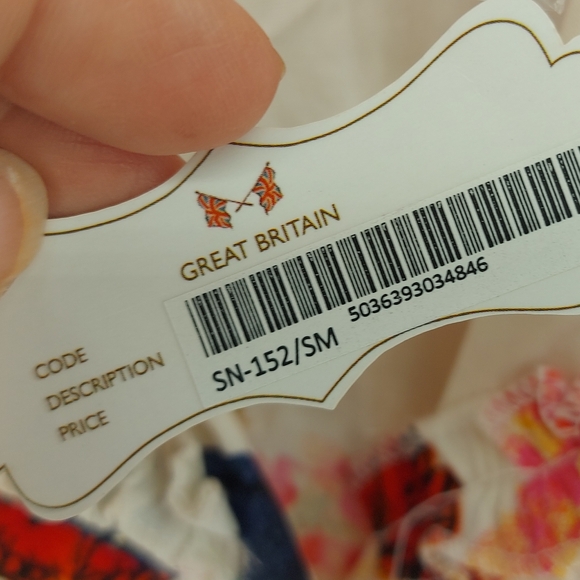 GREAT BRITAIN
5036393034846
SN-152/SM
CODE
DESCRIPTION
PRICE